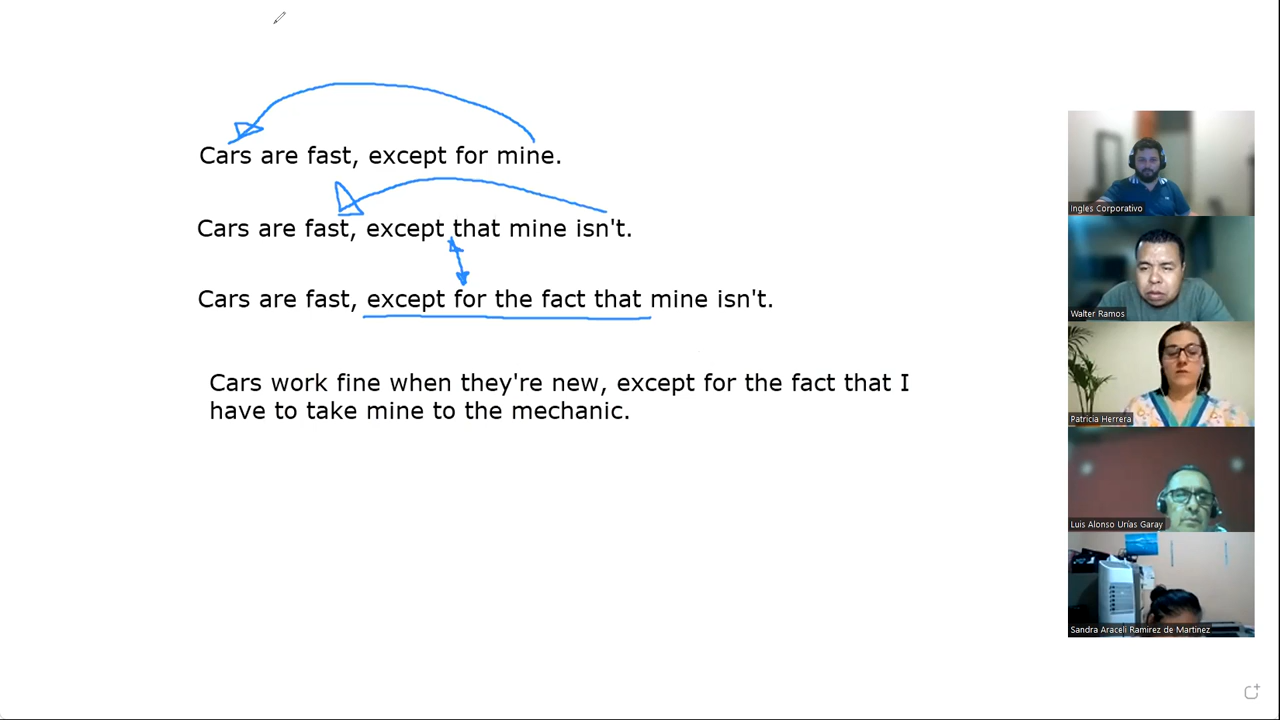 Cars are fast, except for mine.
Cars are fast, except that mine isn't.
Cars are fast, except for the fact that mine isn't.
Cars work fine when they're new, except for the fact that I
have to take mine to the mechanic.
Ingles Corporativo
Walter Ramos
Patricia Herrera
Luis Alonso Urías Garay
Sandra Araceli Ramirez de Martinez